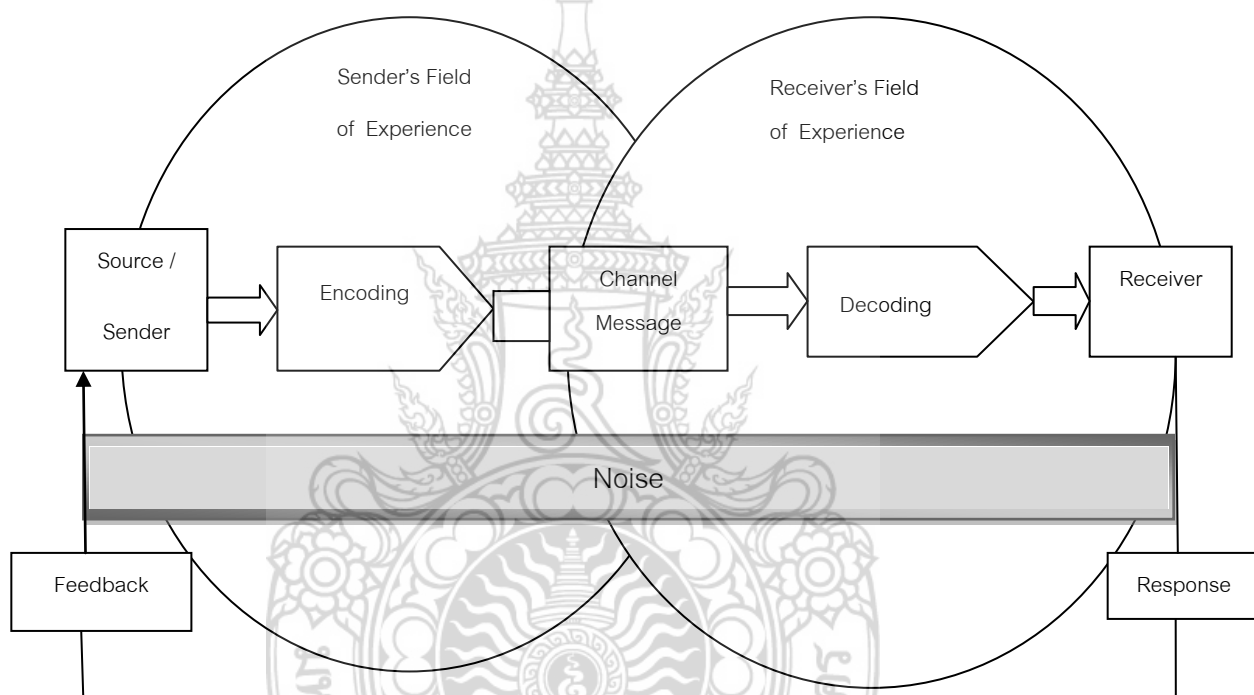 Sender's Field
of Experience
Receiver's Field
of Experience
Source /
Sender
Encoding
Channel
Message
Decoding
Receiver
Noise
Feedback
Response